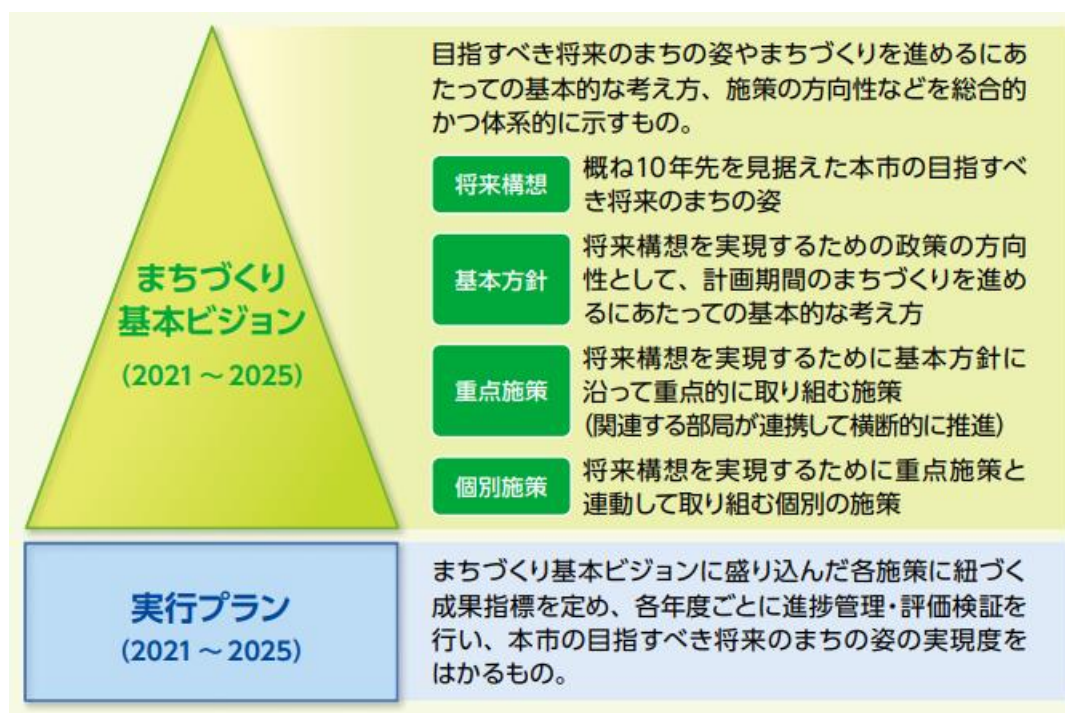 目指すべき将来のまちの姿やまちづくりを進めるにあ
たっての基本的な考え方、施策の方向性などを総合的
かつ体系的に示すもの。
将来構想
概ね10年先を見据えた本市の目指すべ
き将来のまちの姿
まちづくり
基本ビジョン
(2021～2025)
基本方針
将来構想を実現するための政策の方向
性として、計画期間のまちづくりを進め
るにあたっての基本的な考え方
重点施策
将来構想を実現するために基本方針に
沿って重点的に取り組む施策
(関連する部局が連携して横断的に推進)
個別施策
将来構想を実現するために重点施策と
連動して取り組む個別の施策
実行プラン
(2021～2025)
まちづくり基本ビジョンに盛り込んだ各施策に紐づく
成果指標を定め、各年度ごとに進捗管理・評価検証を
行い、本市の目指すべき将来のまちの姿の実現度を
はかるもの。